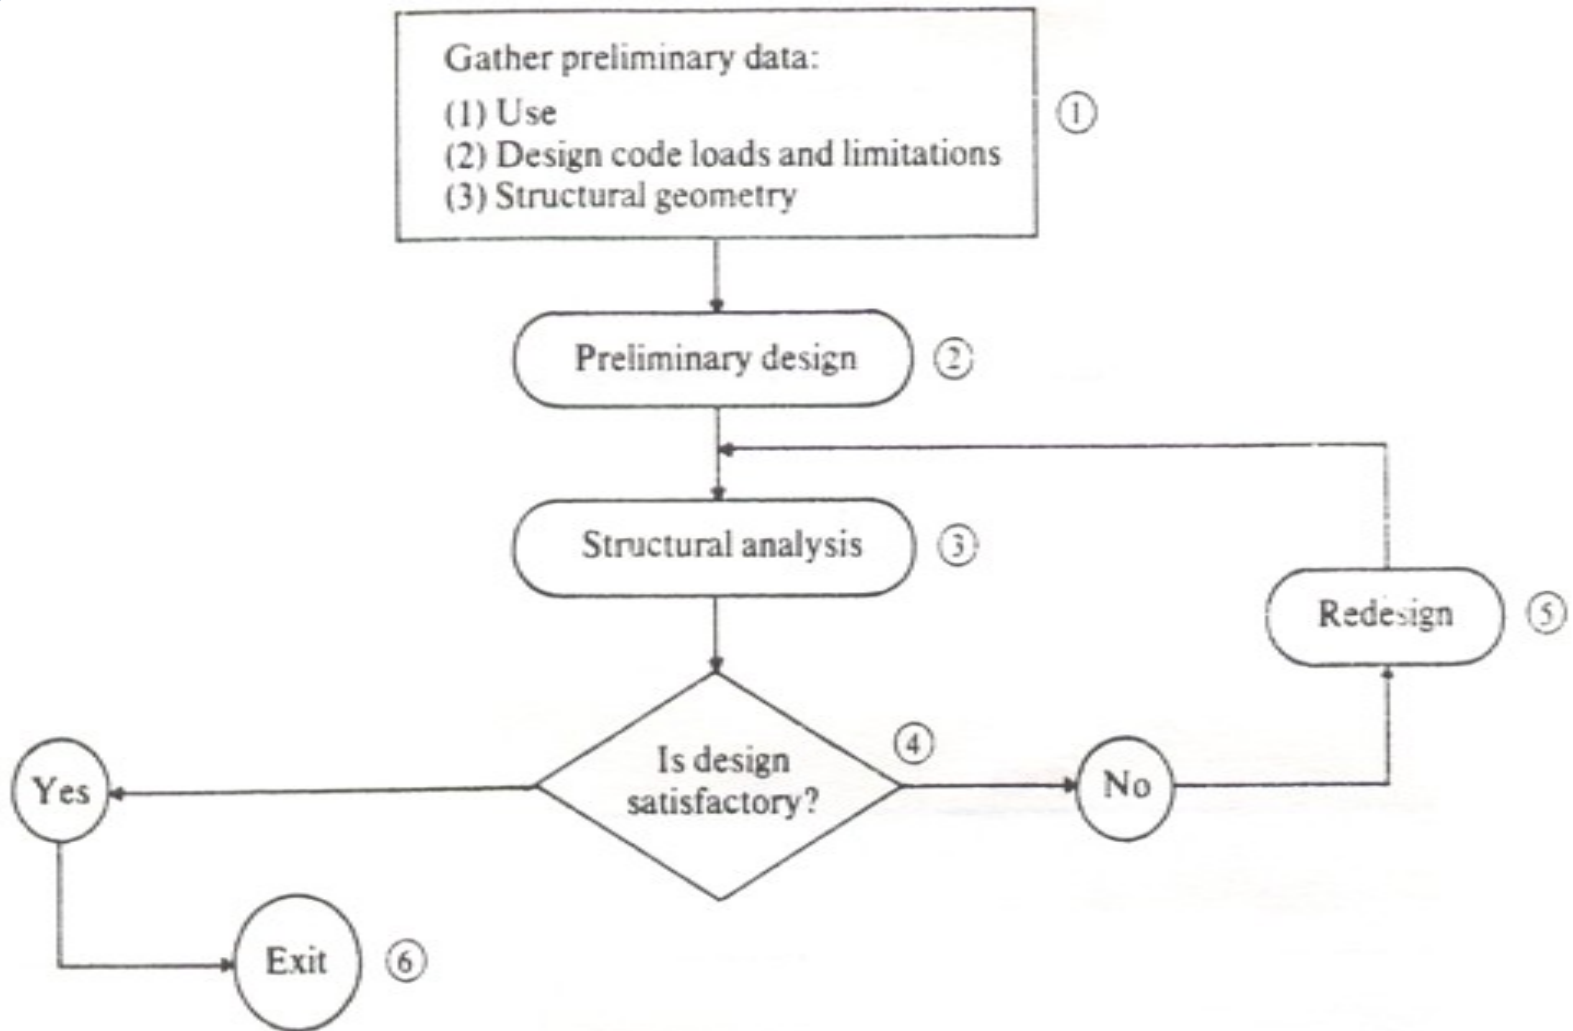 Gather preliminary data:
(1) Use
(2) Design code loads and limitations
(3) Structural geometry
①
Preliminary design
②
Structural analysis
③
Redesign
⑤
Is design
satisfactory?
④
Yes
No
Exit
⑥